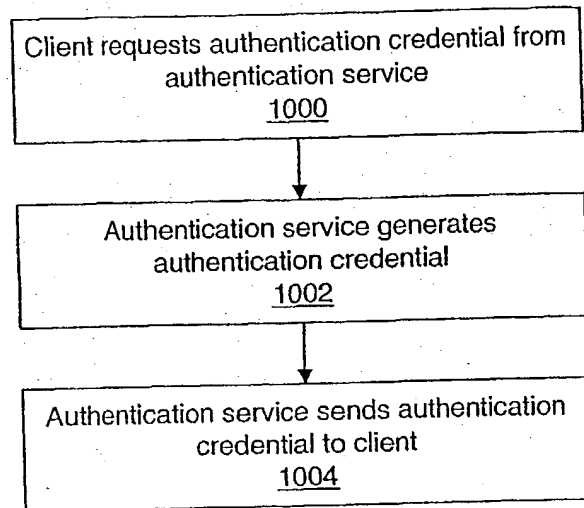 Client requests authentication credential from
authentication service
1000
Authentication service generates
authentication credential
1002
Authentication service sends authentication
credential to client
1004